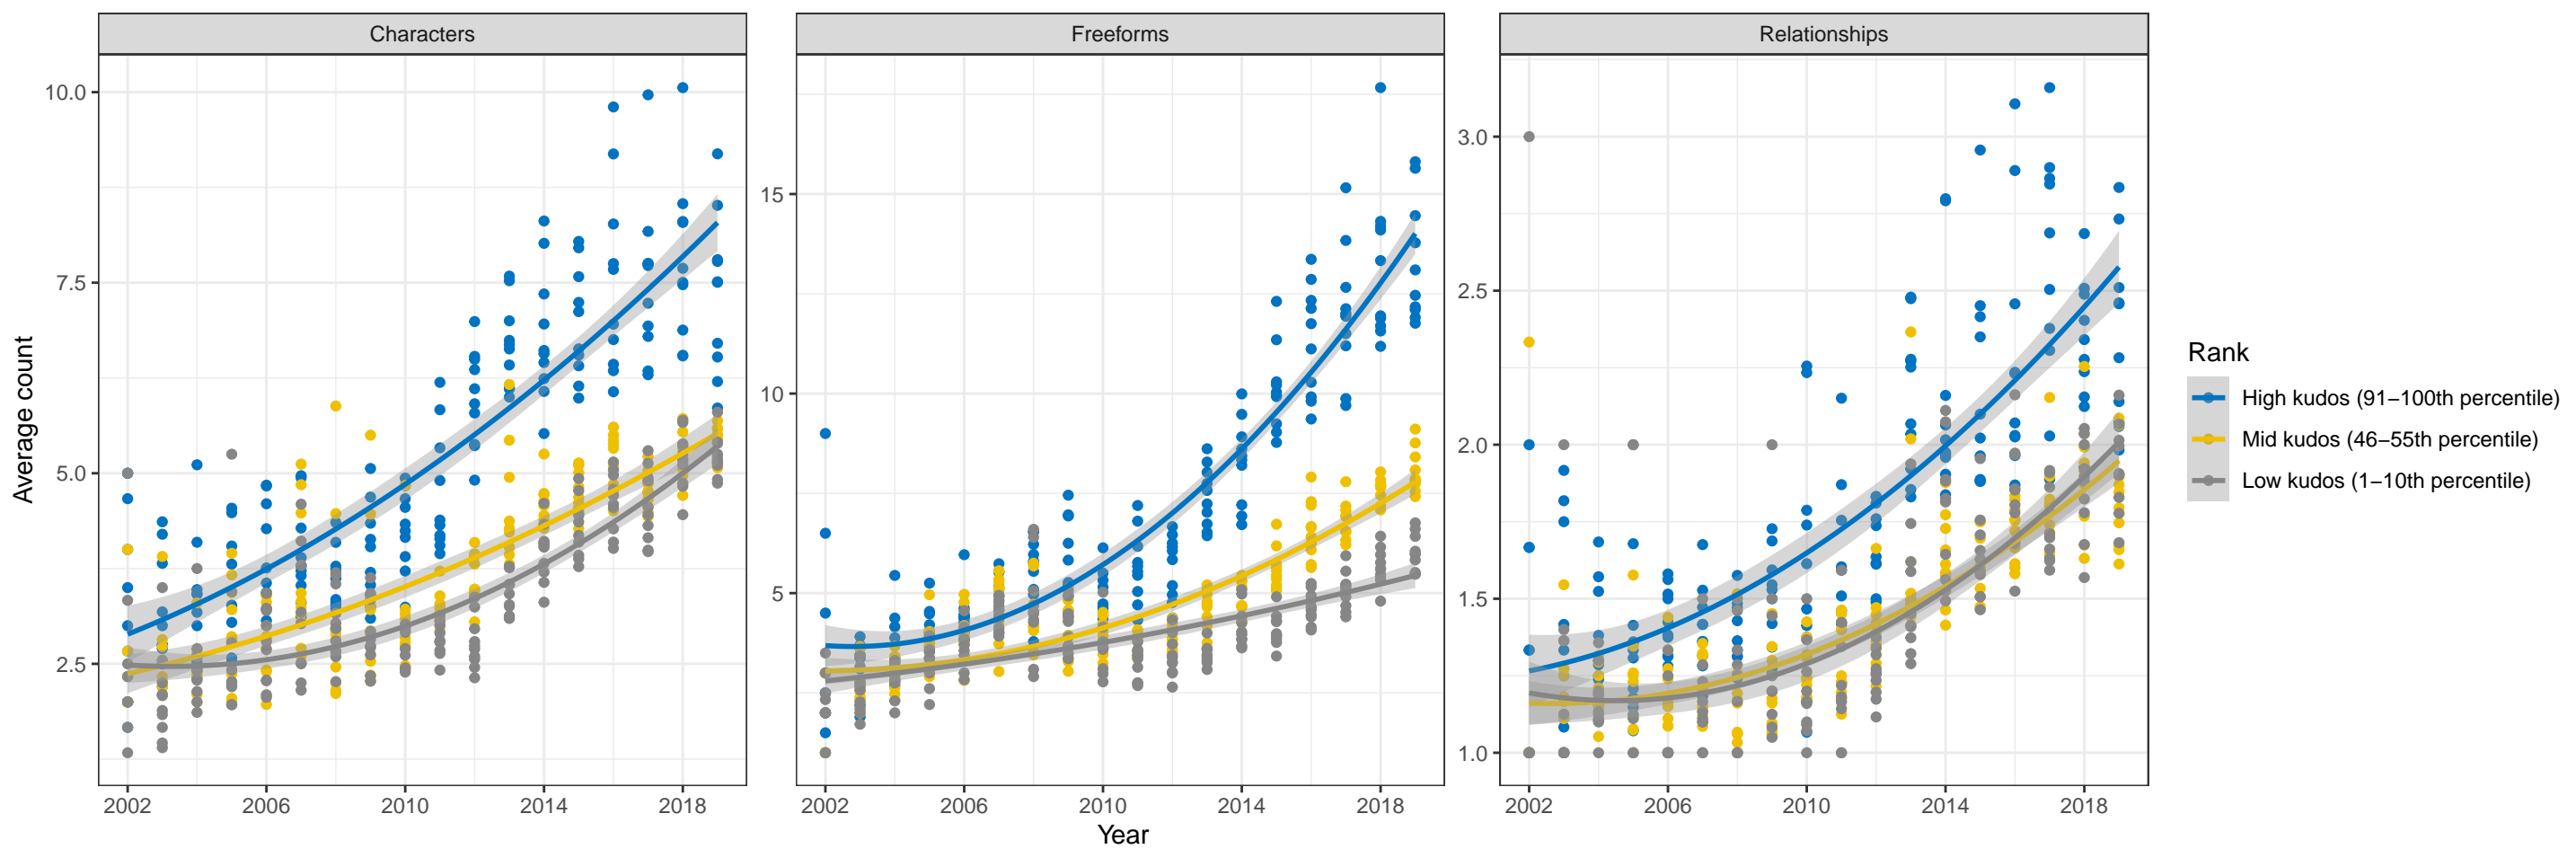 Characters
Freeforms
Relationships
Average count
10.0
7.5
5.0
2.5
15
10
5
3.0
2.5
2.0
1.5
1.0
2002 2006 2010 2014 2018
2002 2006 2010 2014 2018
2002 2006 2010 2014 2018
Year
Rank
High kudos (91–100th percentile)
Mid kudos (46–55th percentile)
Low kudos (1–10th percentile)